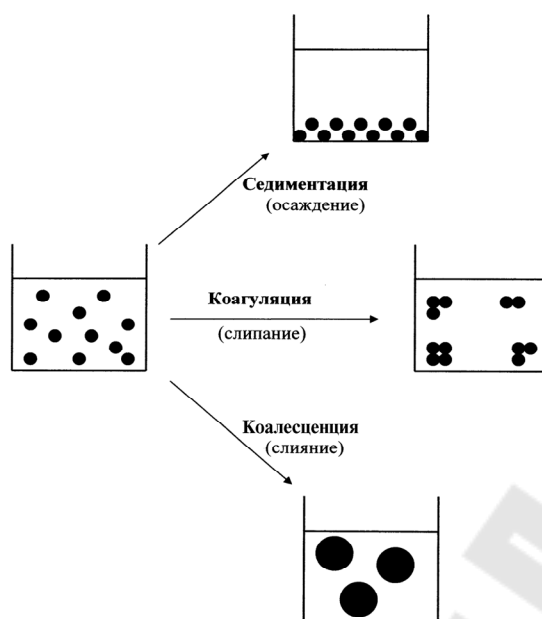 Седиментация
(осаждение)
Коагуляция
(слипание)
Коалесценция
(слияние)